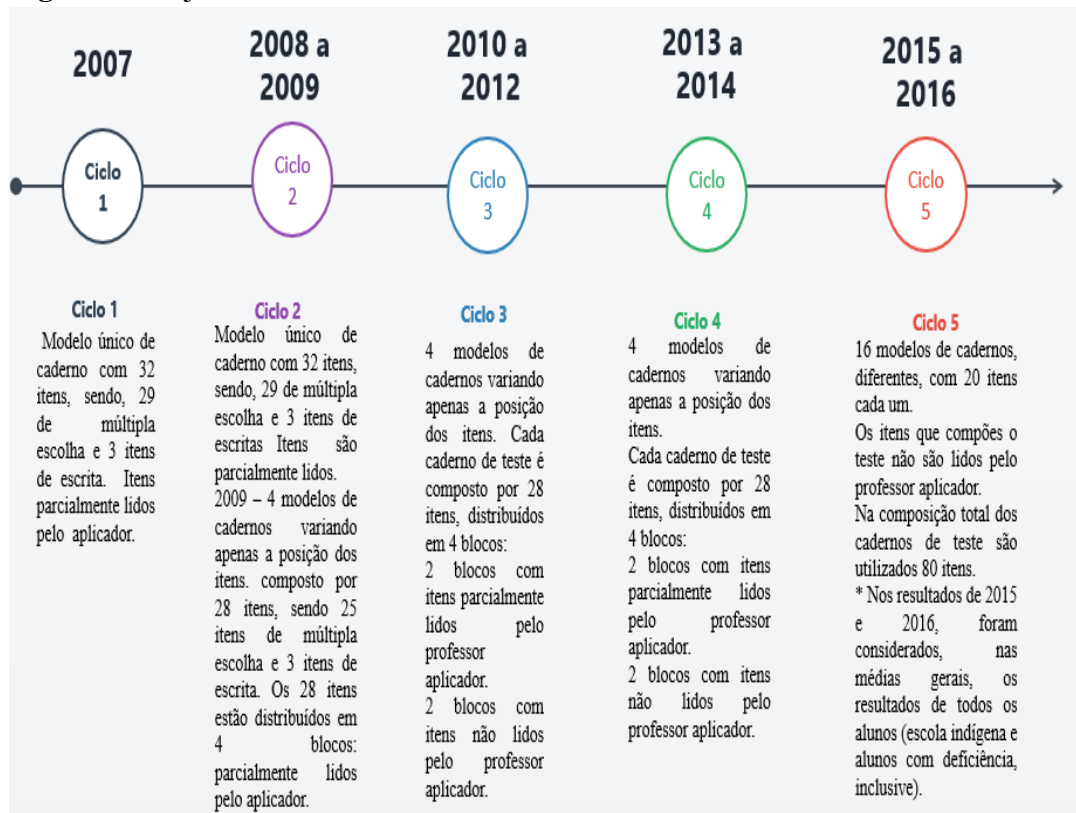 2007
2008 a
2009
2010 a
2012
2013 a
2014
2015 a
2016
Ciclo
1
Ciclo
2
Ciclo
3
Ciclo
4
Ciclo
5
Ciclo 1
Modelo único de
caderno com 32
itens, sendo, 29
de múltipla
escolha e 3 itens
de escrita. Itens
parcialmente lidos
pelo aplicador.
Ciclo 2
Modelo único de
caderno com 32 itens,
sendo, 29 de múltipla
escolha e 3 itens de
escritas Itens são
parcialmente lidos.
2009 – 4 modelos de
cadernos variando
apenas a posição dos
itens. composto por
28 itens, sendo 25
itens de múltipla
escolha e 3 itens de
escrita. Os 28 itens
estão distribuídos em
4 blocos:
parcialmente lidos
pelo aplicador.
Ciclo 3
4 modelos de
cadernos variando
apenas a posição
dos itens. Cada
caderno de teste é
composto por 28
itens, distribuídos
em 4 blocos:
2 blocos com
itens parcialmente
lidos pelo
professor
aplicador.
2 blocos com
itens não lidos
pelo professor
aplicador.
Ciclo 4
4 modelos de
cadernos variando
apenas a posição dos
itens.
Cada caderno de teste
é composto por 28
itens, distribuídos em
4 blocos:
2 blocos com itens
parcialmente lidos
pelo professor
aplicador.
2 blocos com itens
não lidos pelo
professor aplicador.
Ciclo 5
16 modelos de cadernos,
diferentes, com 20 itens
cada um.
Os itens que compões o
teste não são lidos pelo
professor aplicador.
Na composição total dos
cadernos de teste são
utilizados 80 itens.
* Nos resultados de 2015
e 2016, foram
considerados, nas
médias gerais, os
resultados de todos os
alunos (escola indígena e
alunos com deficiência,
inclusive).